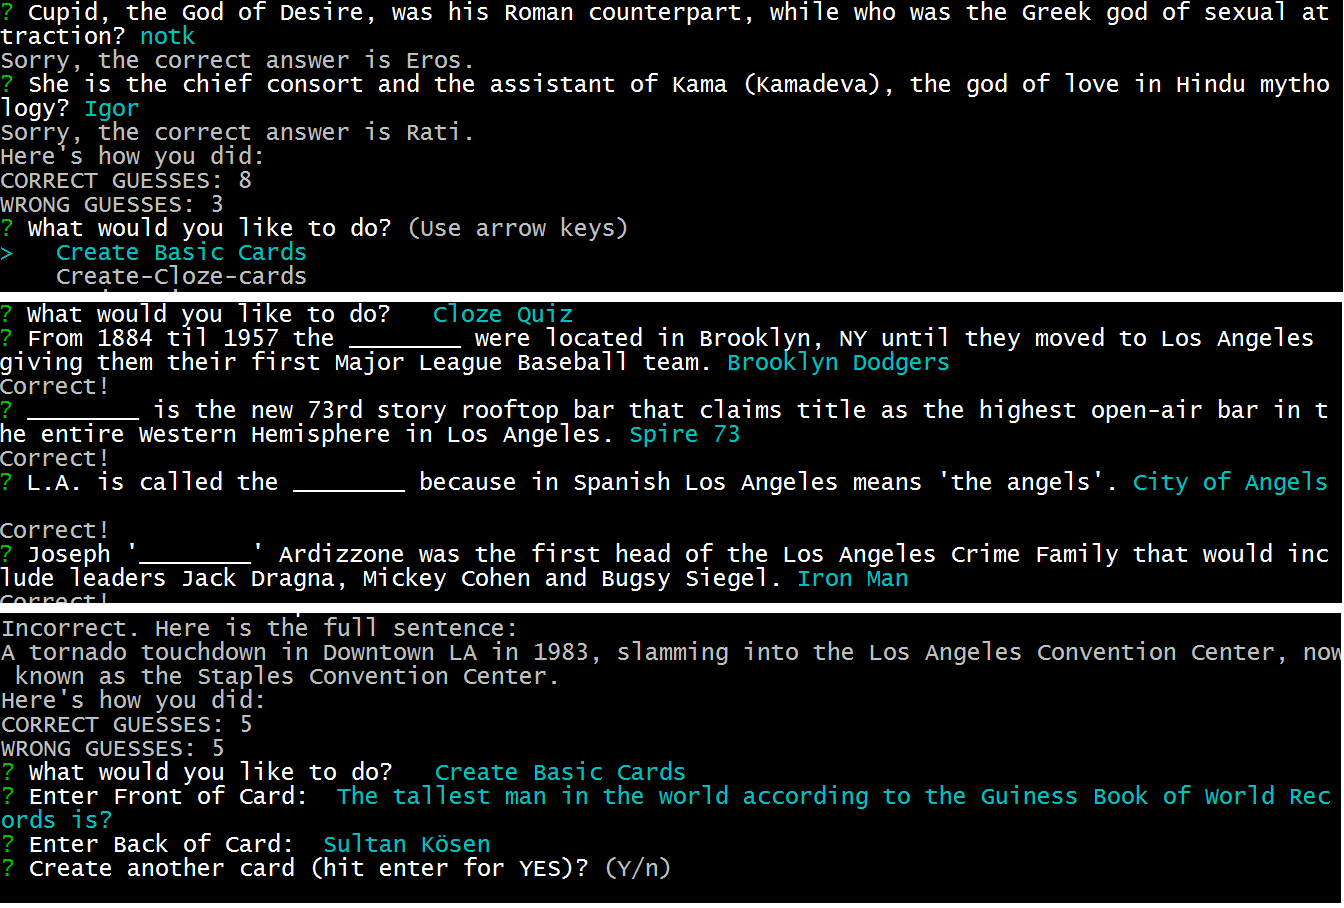 ? Cupid, the God of Desire, was his Roman counterpart, while who was the Greek god of sexual at
traction? notk
Sorry, the correct answer is Eros.
? She is the chief consort and the assistant of Kama (Kamadeva), the god of love in Hindu mytho
logy? Igor
Sorry, the correct answer is Rati.
Here's how you did:
CORRECT GUESSES: 8
WRONG GUESSES: 3
? What would you like to do? (Use arrow keys)
> Create Basic Cards
Create-Cloze-cards
? What would you like to do? Cloze Quiz
? From 1884 til 1957 the ________ were located in Brooklyn, NY until they moved to Los Angeles
giving them their first Major League Baseball team. Brooklyn Dodgers
Correct!
? ________ is the new 73rd story rooftop bar that claims title as the highest open-air bar in t
he entire Western Hemisphere in Los Angeles. Spire 73
Correct!
? L.A. is called the ________ because in Spanish Los Angeles means 'the angels'. City of Angels
Correct!
? Joseph '________' Ardizzone was the first head of the Los Angeles Crime Family that would inc
lude leaders Jack Dragna, Mickey Cohen and Bugsy Siegel. Iron Man
Correct!
Incorrect. Here is the full sentence:
A tornado touchdown in Downtown LA in 1983, slamming into the Los Angeles Convention Center, now
known as the Staples Convention Center.
Here's how you did:
CORRECT GUESSES: 5
WRONG GUESSES: 5
? What would you like to do? Create Basic Cards
? Enter Front of Card: The tallest man in the world according to the Guiness Book of World Rec
ords is?
? Enter Back of Card: Sultan Kösen
? Create another card (hit enter for YES)? (Y/n)